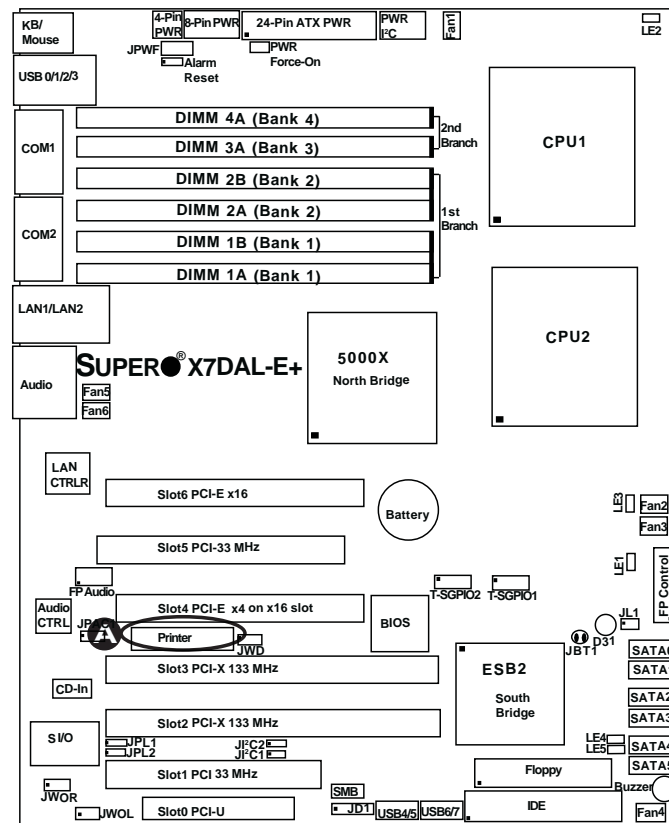 KB/
Mouse
4-Pin
PWR
8-Pin PWR
24-Pin ATX PWR
PWR
I²C
Fan1
LE2
JPWF
Alarm
Reset
PWR
Force-On
USB 0/1/2/3
COM1
COM2
DIMM 4A (Bank 4)
DIMM 3A (Bank 3)
2nd
Branch
DIMM 2B (Bank 2)
DIMM 2A (Bank 2)
DIMM 1B (Bank 1)
DIMM 1A (Bank 1)
1st
Branch
CPU1
LAN1/LAN2
CPU2
5000X
North Bridge
SUPER® X7DAL-E+
Audio
Fan5
Fan6
LAN
CTRLR
Slot6 PCI-E x16
Battery
LE3
Fan2
Fan3
Slot5 PCI-33 MHz
LE1
FP Control
FP Audio
T-SGPIO2
T-SGPIO1
Audio
CTRL
Slot4 PCI-E x4 on x16 slot
BIOS
JL1
D31
JBT1
A
Printer
JWD
Slot3 PCI-X 133 MHz
ESB2
South
Bridge
CD-In
SATA2
SATA3
Slot2 PCI-X 133 MHz
S I/O
JPL1
JPL2
JI²C2
JI²C1
LE4
LE5
SATA4
SATA5
Slot1 PCI 33 MHz
Floppy
Buzzer
JWOR
SMB
JWOL
Slot0 PCI-U
JD1
USB4/5
USB6/7
IDE
Fan4